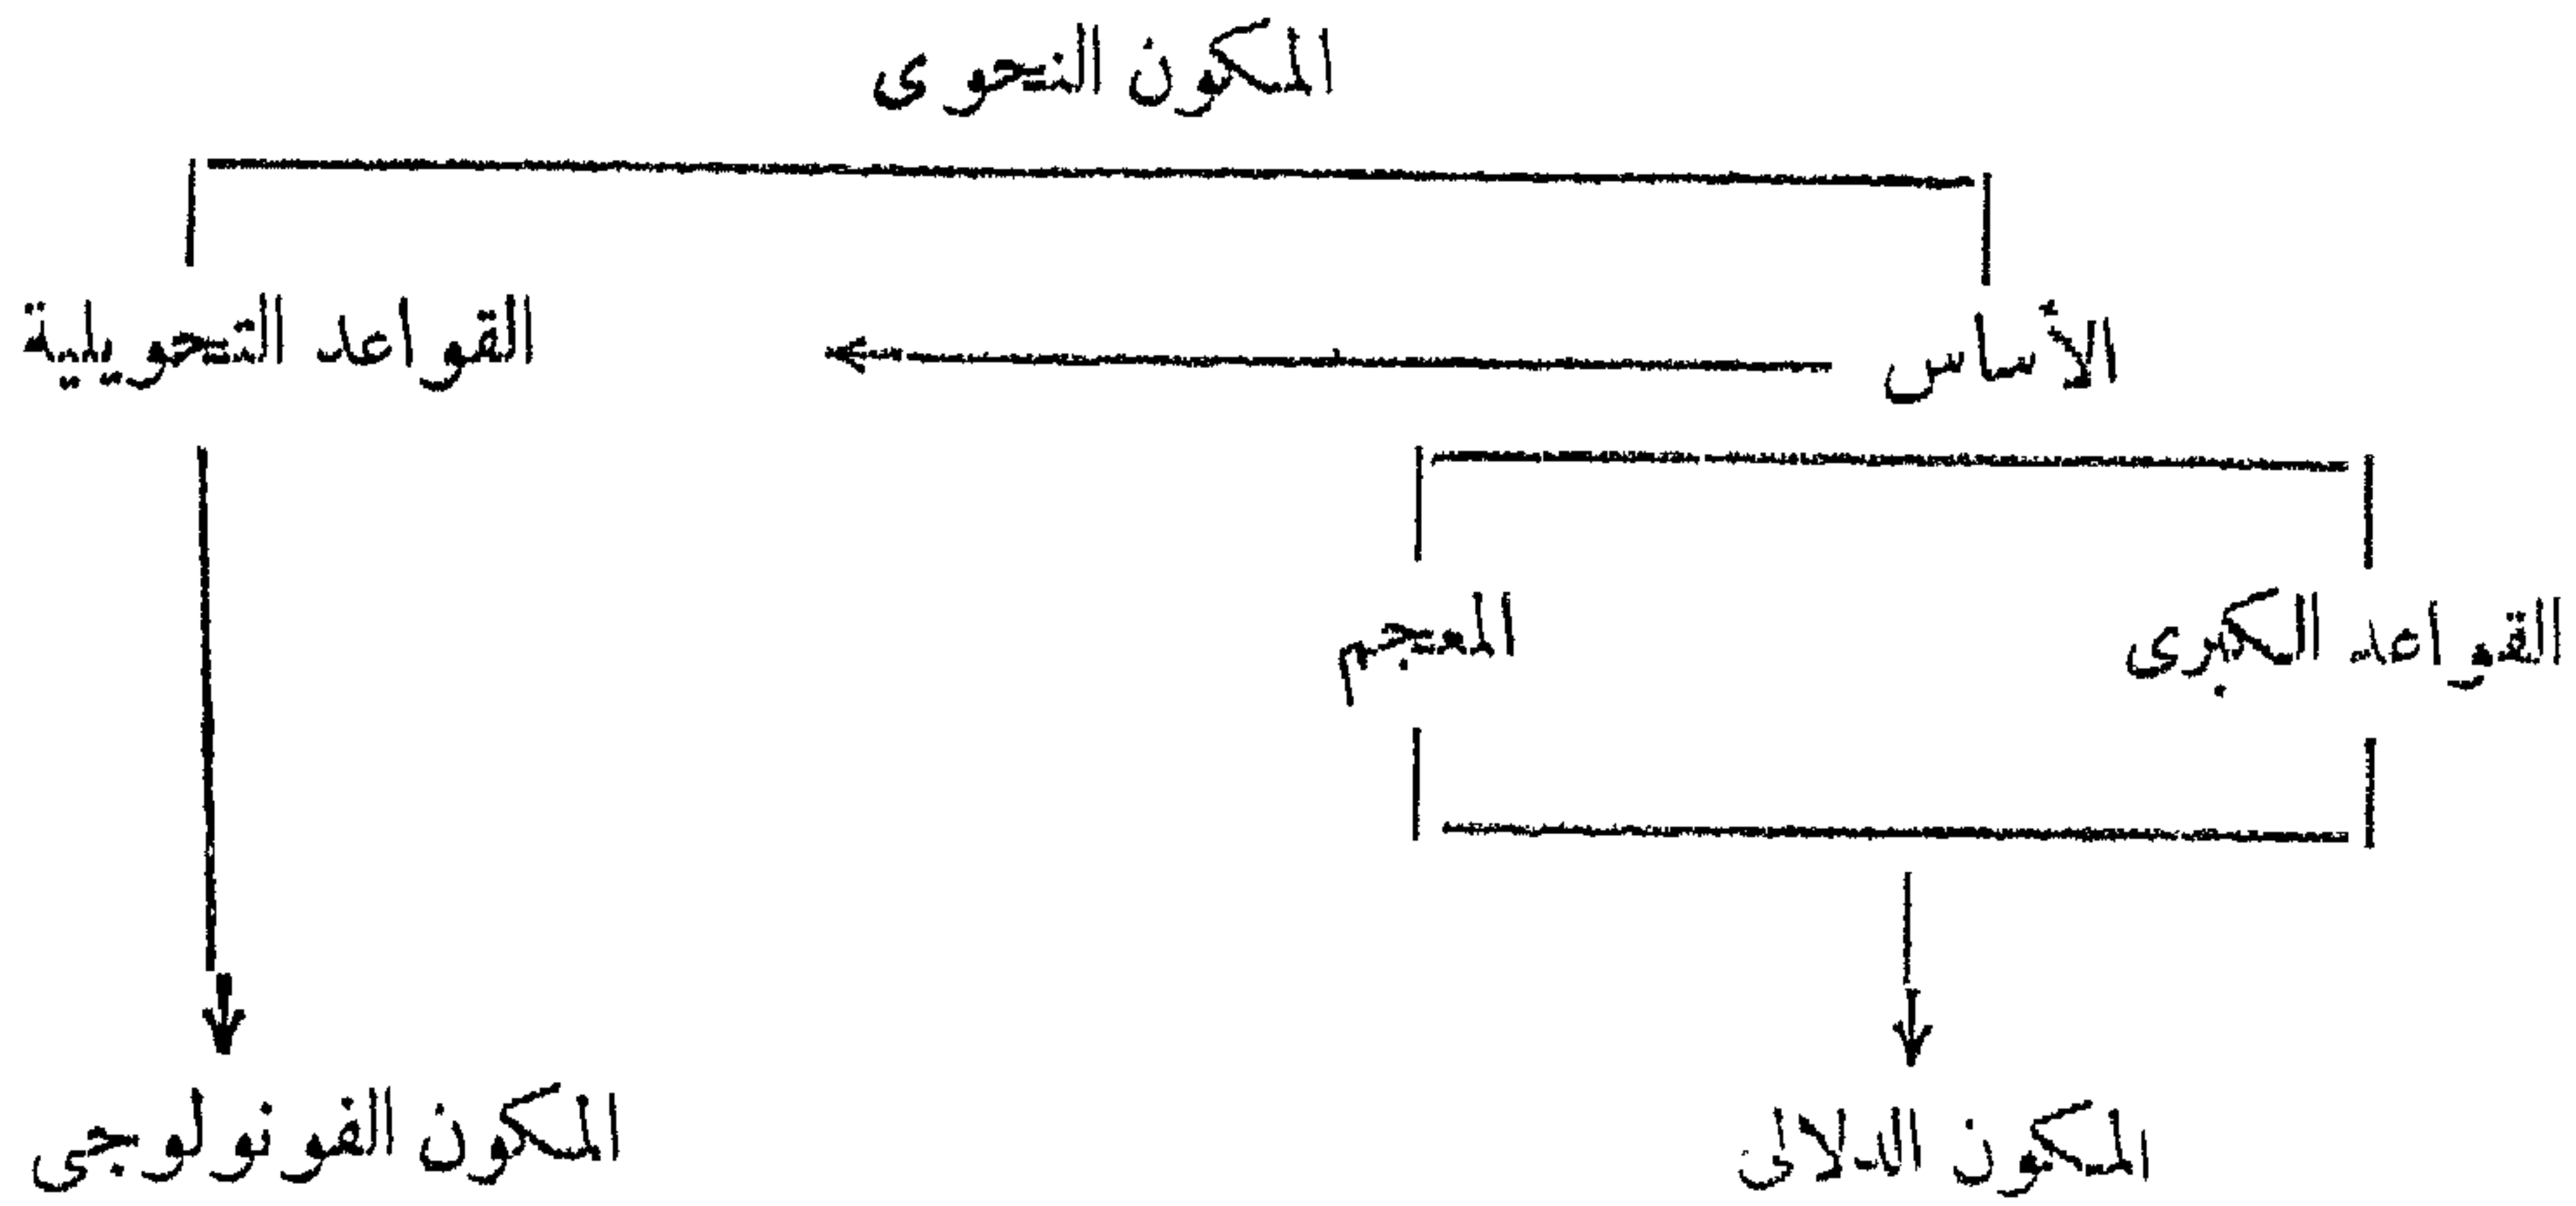 المكون النحوى
الأساس
القواعد التحويلية
القواعد الكبرى
المعجم
المكون الدلالى
المكون الفونولوجى